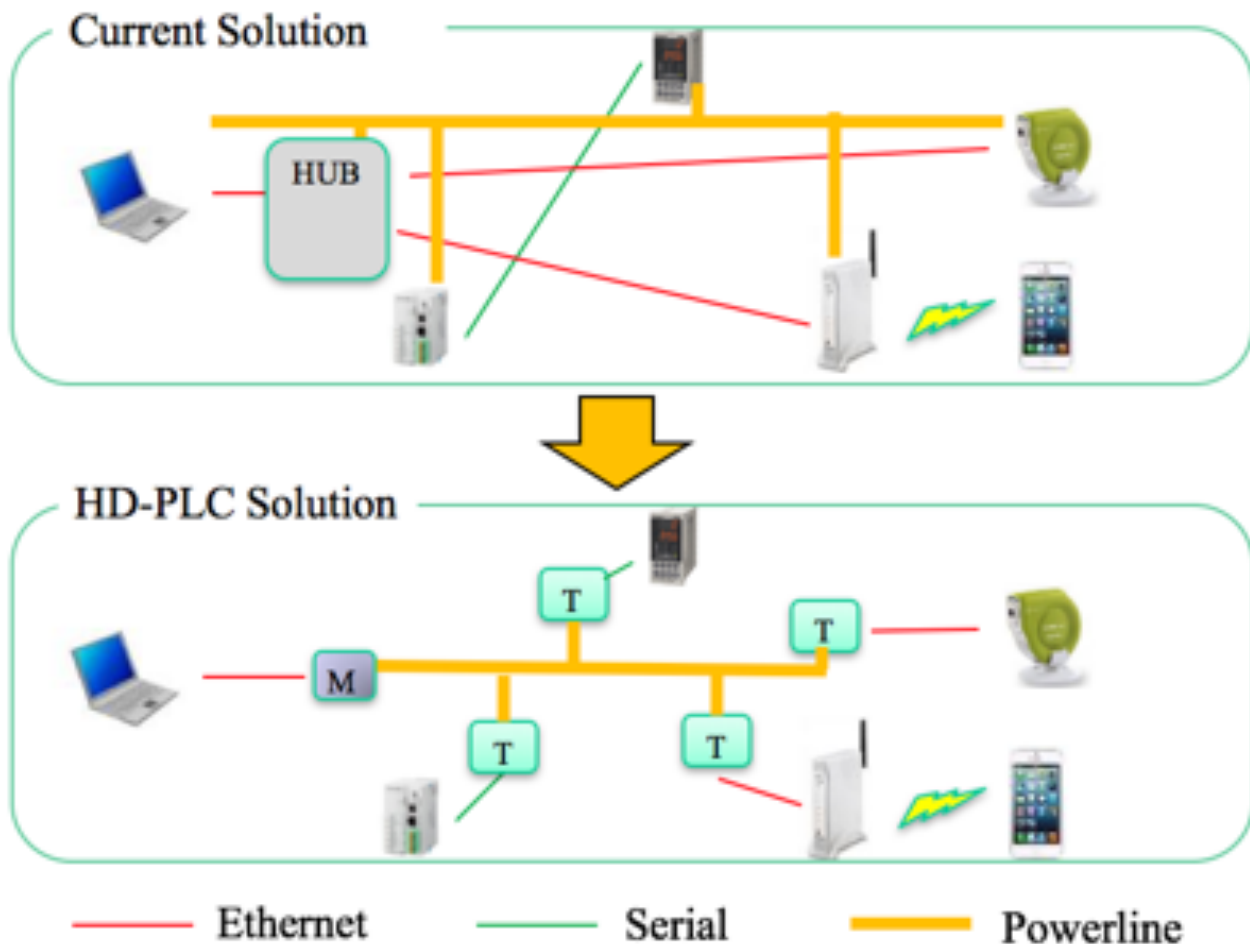 Current Solution
HUB
HD-PLC Solution
T
T
M
T
T
Ethernet
Serial
Powerline